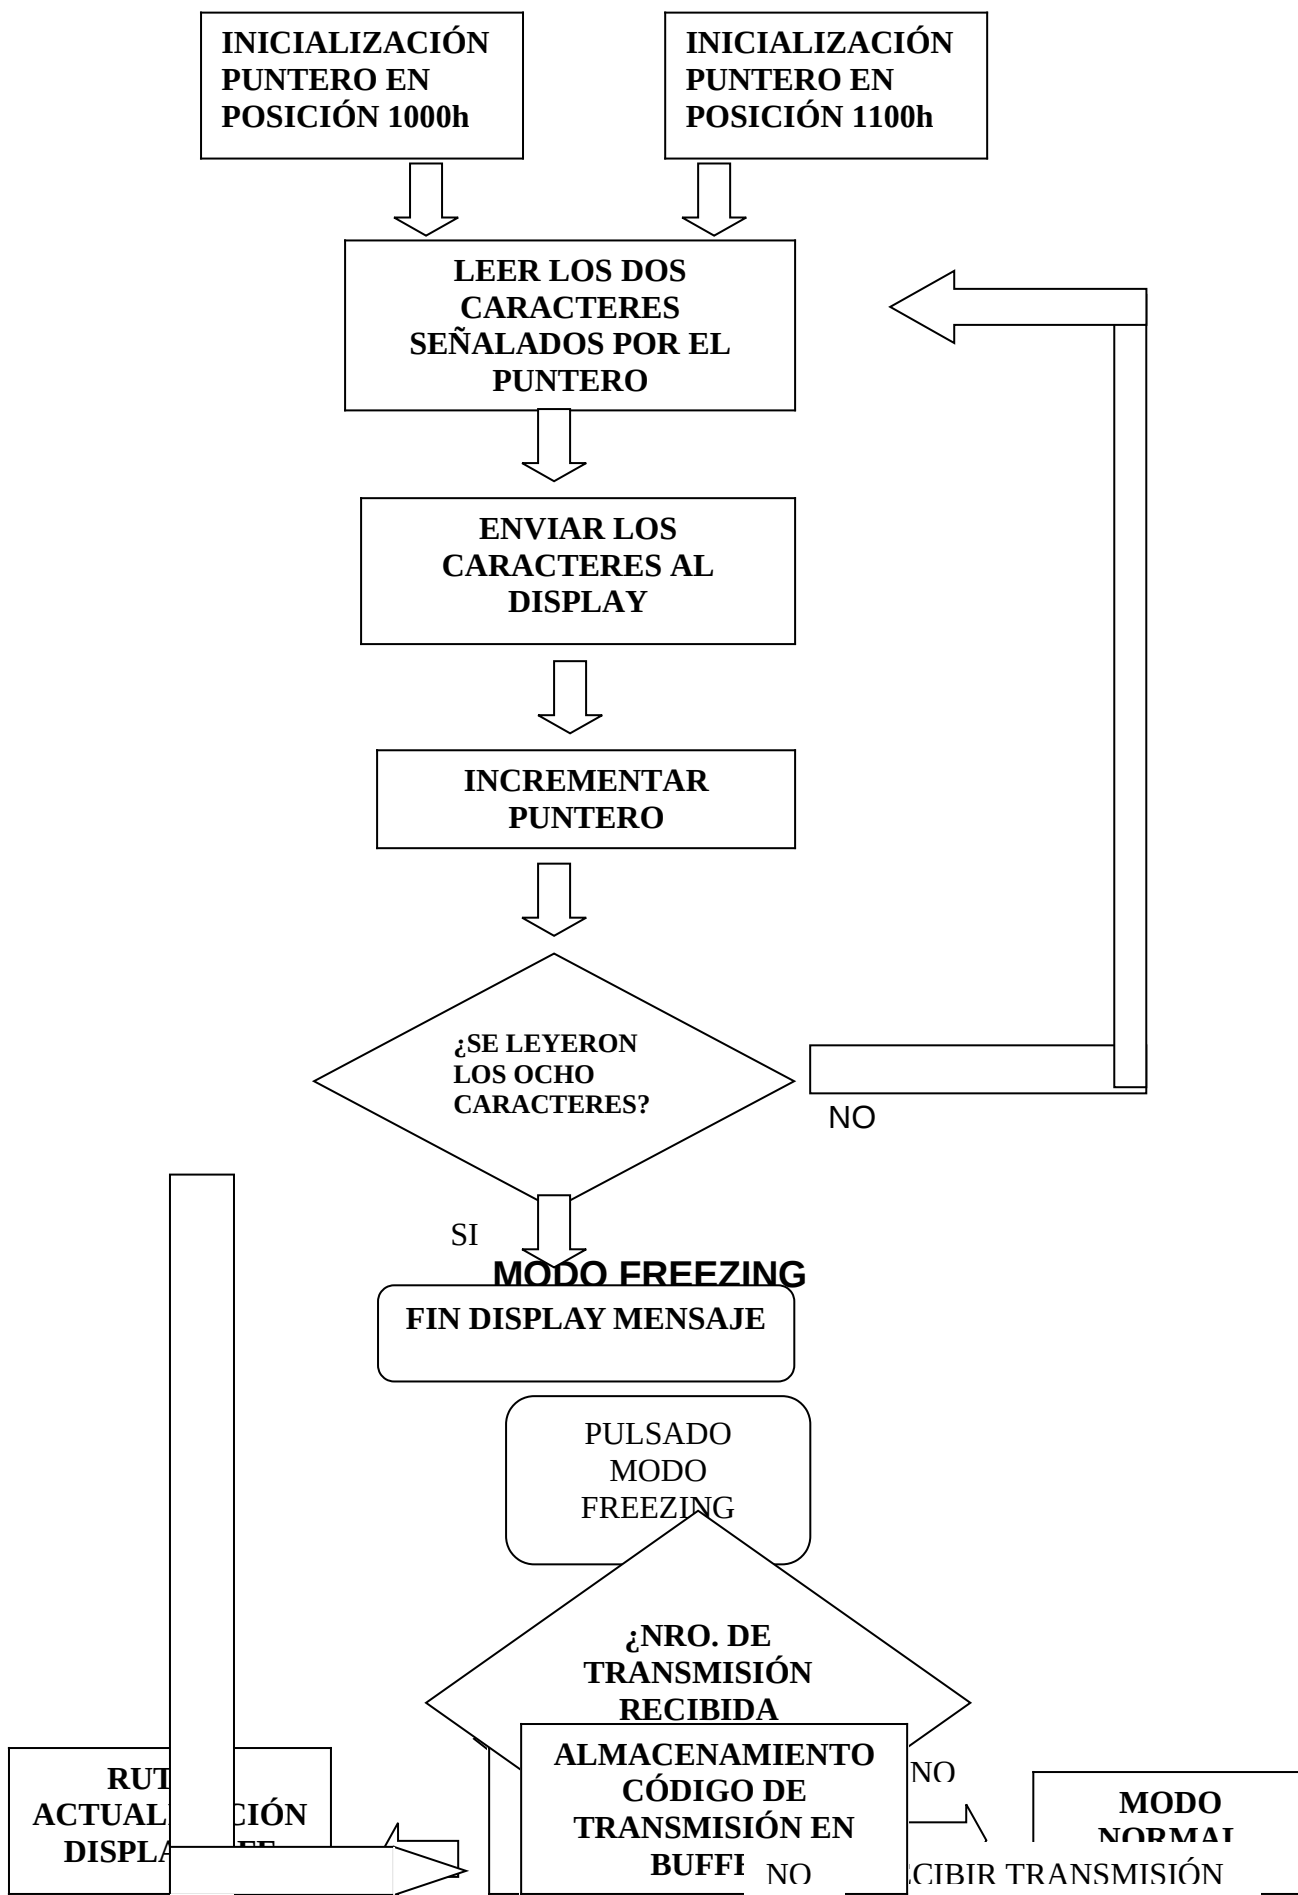 INICIALIZACIÓN
PUNTERO EN
POSICIÓN 1000h
INICIALIZACIÓN
PUNTERO EN
POSICIÓN 1100h
LEER LOS DOS
CARACTERES
SEÑALADOS POR EL
PUNTERO
ENVIAR LOS
CARACTERES AL
DISPLAY
INCREMENTAR
PUNTERO
¿SE LEYERON
LOS OCHO
CARACTERES?
NO
SI
MODO FREEZING
FIN DISPLAY MENSAJE
PULSADO
MODO
FREEZING
¿NRO. DE
TRANSMISIÓN
RECIBIDA
ALMACENAMIENTO
CÓDIGO DE
TRANSMISIÓN EN
NO
MODO
NORMAL
NO
TRANSMISIÓN